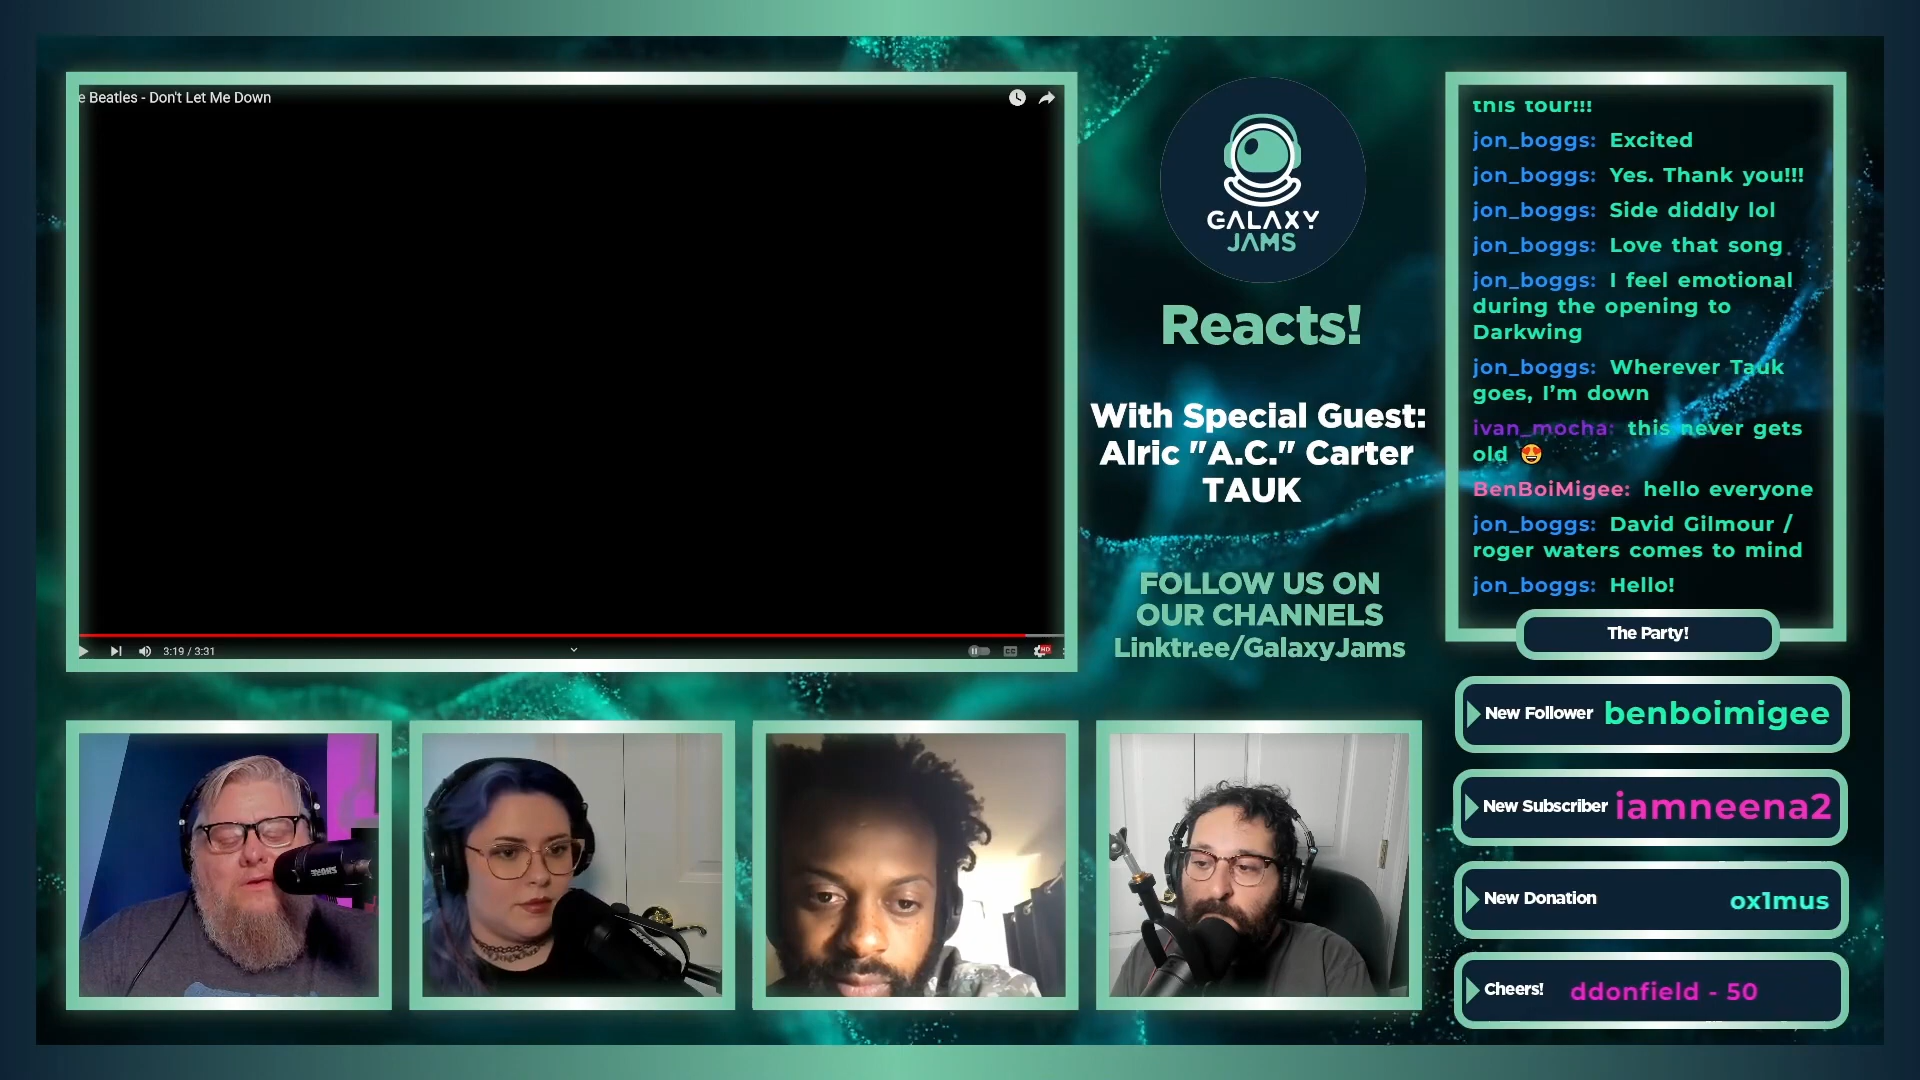 e Beatles - Don't Let Me Down
3:19 / 3:31
CC
HD
GALAXY
JAMS
Reacts!
With Special Guest:
Alric "A.C." Carter
TAUK
FOLLOW US ON
OUR CHANNELS
Linktr.ee/GalaxyJams
this tour!!!
jon_boggs: Excited
jon_boggs: Yes. Thank you!!!
jon_boggs: Side diddly lol
jon_boggs: Love that song
jon_boggs: I feel emotional
during the opening to
Darkwing
jon_boggs: Wherever Tauk
goes, I’m down
ivan_mocha: this never gets
old 😍
BenBoiMigee: hello everyone
jon_boggs: David Gilmour /
roger waters comes to mind
jon_boggs: Hello!
The Party!
New Follower benboimigee
New Subscriber iamneena2
New Donation ox1mus
Cheers! ddonfield - 50
SHURE
SHURE